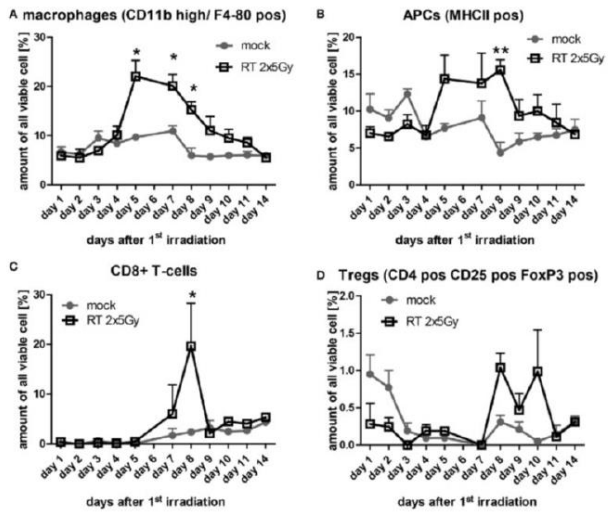 A macrophages (CD11b high/ F4-80 pos)
amount of all viable cell [%]
30
20
10
0
*
*
*
mock
RT 2x5Gy
day 1
day 2
day 3
day 4
day 5
day 7
day 8
day 9
day 10
day 11
day 14
days after 1st irradiation
B APCs (MHCII pos)
amount of all viable cell [%]
20
15
10
5
0
**
mock
RT 2x5Gy
day 1
day 2
day 3
day 4
day 5
day 7
day 8
day 9
day 10
day 11
day 14
days after 1st irradiation
C CD8+ T-cells
amount of all viable cell [%]
30
20
10
0
*
mock
RT 2x5Gy
day 1
day 2
day 3
day 4
day 5
day 7
day 8
day 9
day 10
day 11
day 14
days after 1st irradiation
D Tregs (CD4 pos CD25 pos FoxP3 pos)
amount of all viable cell [%]
2.0
1.5
1.0
0.5
0.0
mock
RT 2x5Gy
day 1
day 2
day 3
day 4
day 5
day 7
day 8
day 9
day 10
day 11
day 14
days after 1st irradiation